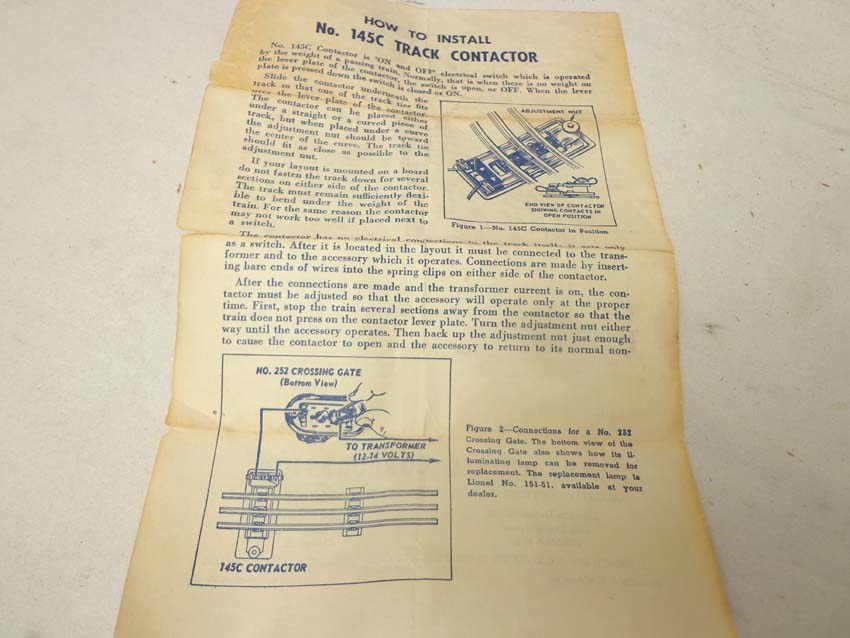 HOW TO INSTALL
No. 145C TRACK CONTACTOR
No. 145C Contactor is 'ON and OFF' electrical switch which is operated
by the weight of a passing train. Normally, that is when there is no weight on
the lever plate of the contactor, the switch is open, or OFF. When the lever
plate is pressed down the switch is closed or ON.
Slide the contactor underneath the
track so that one of the track ties fits
over the lever plate of the contactor.
The contactor can be placed either
under a straight or a curved piece of
track, but when placed under a curve
the adjustment nut should be toward
the center of the curve. The track tie
should fit as close as possible to the
adjustment nut.
If your layout is mounted on a board
do not fasten the track down for several
sections on either side of the contactor.
The track must remain sufficiently flexi-
ble to bend under the weight of the
train. For the same reason the contactor
may not work too well if placed next to
a switch.
ADJUSTMENT NUT
END VIEW OF CONTACTOR
SHOWING CONTACTS IN
OPEN POSITION
Figure 1—No. 145C Contactor in Position
The contactor has no electrical connections to the track itself; it acts only
as a switch. After it is located in the layout it must be connected to the trans-
former and to the accessory which it operates. Connections are made by insert-
ing bare ends of wires into the spring clips on either side of the contactor.
After the connections are made and the transformer current is on, the con-
tactor must be adjusted so that the accessory will operate only at the proper
time. First, stop the train several sections away from the contactor so that the
train does not press on the contactor lever plate. Turn the adjustment nut either
way until the accessory operates. Then back up the adjustment nut just enough
to cause the contactor to open and the accessory to return to its normal non-
NO. 252 CROSSING GATE
(Bottom View)
TO TRANSFORMER
(12-14 VOLTS)
145C CONTACTOR
Figure 2—Connections for a No. 252
Crossing Gate. The bottom view of the
Crossing Gate also shows how its il-
luminating lamp can be removed for
replacement. The replacement lamp is
Lionel No. 151-51, available at your
dealer.